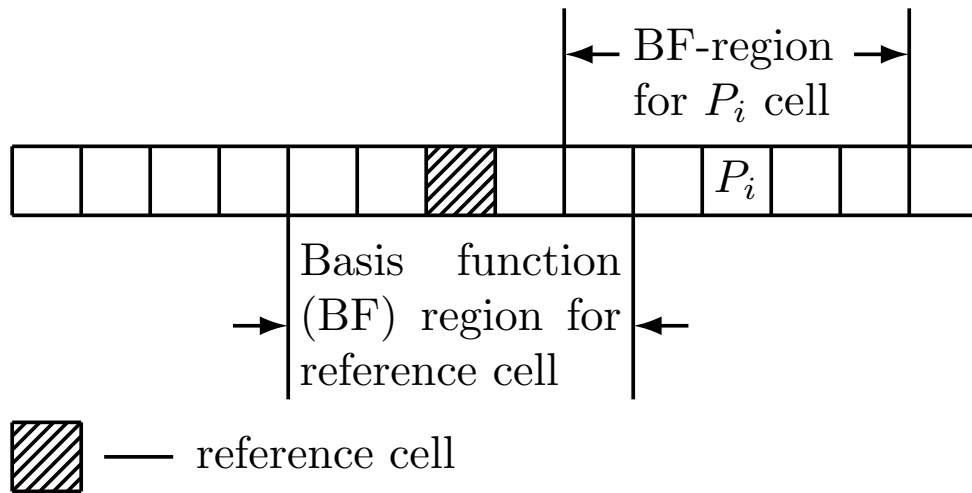 BF-region
for $P_i$ cell
$P_i$
Basis function
(BF) region for
reference cell
reference cell